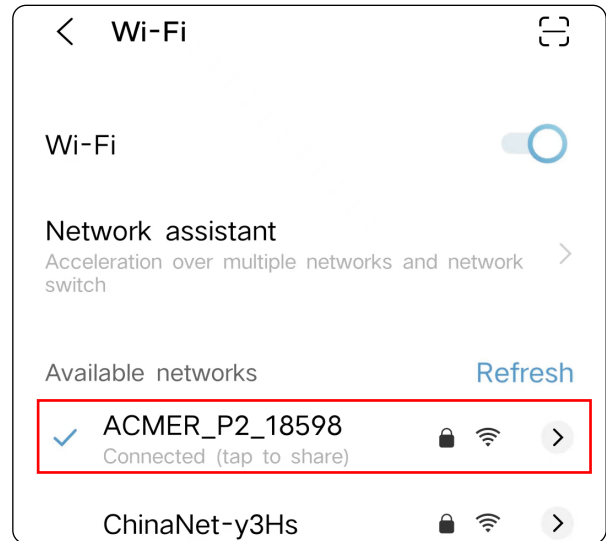 Wi-Fi
Wi-Fi
Network assistant
Acceleration over multiple networks and network
switch
Available networks Refresh
ACMER_P2_18598
Connected (tap to share)
ChinaNet-y3Hs